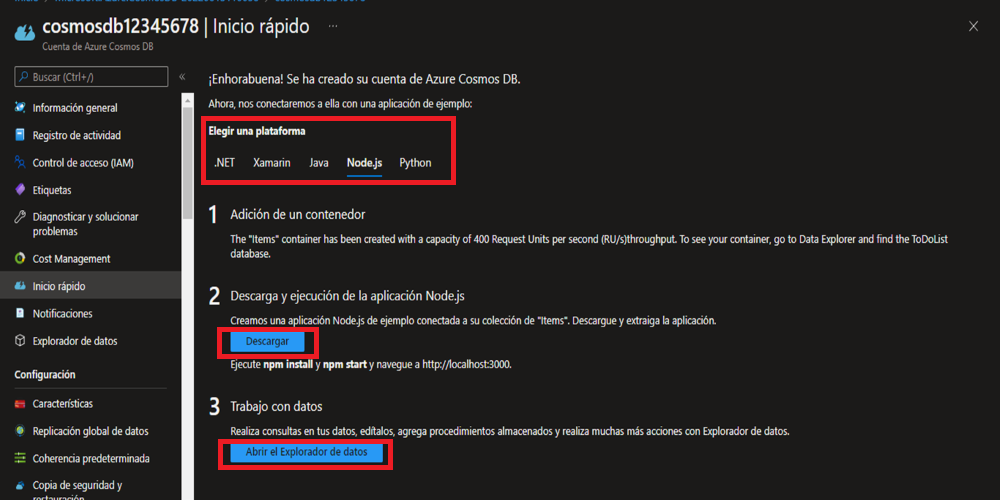 cosmosdb12345678 | Inicio rápido ...
Cuenta de Azure Cosmos DB
Buscar (Ctrl+/)
«
Información general
Registro de actividad
Control de acceso (IAM)
Etiquetas
Diagnosticar y solucionar
problemas
Cost Management
Inicio rápido
Notificaciones
Explorador de datos
Configuración
Características
Replicación global de datos
Coherencia predeterminada
Copia de seguridad y
restauración
¡Enhorabuena! Se ha creado su cuenta de Azure Cosmos DB.
Ahora, nos conectaremos a ella con una aplicación de ejemplo:
Elegir una plataforma
.NET Xamarin Java Node.js Python
1 Adición de un contenedor
The "Items" container has been created with a capacity of 400 Request Units per second (RU/s)throughput. To see your container, go to Data Explorer and find the ToDoList
database.
2 Descarga y ejecución de la aplicación Node.js
Creamos una aplicación Node.js de ejemplo conectada a su colección de "Items". Descargue y extraiga la aplicación.
Descargar
Ejecute npm install y npm start y navegue a http://localhost:3000.
3 Trabajo con datos
Realiza consultas en tus datos, edítalos, agrega procedimientos almacenados y realiza muchas más acciones con Explorador de datos.
Abrir el Explorador de datos